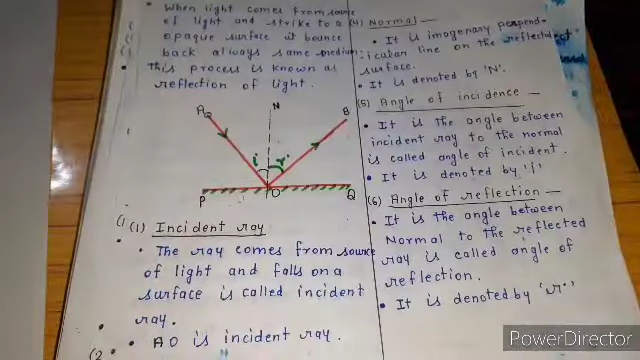 When light comes from source
of light and strike to a
opaque surface it bounce
back always same medium.
This process is known as
reflection of light.
A
N
B
i
r
P
O
Q
(1) Incident ray
The ray comes from source
of light and falls on a
surface is called incident
ray.
AO is incident ray.
(2
(4) Normal -
It is imogenary perpend-
icular line on the reflected
surface.
It is denoted by 'N'.
(5) Angle of incidence -
It is the angle between
incident ray to the normal
is called angle of incident.
It is denoted by 'i'
(6) Angle of reflection -
It is the angle between
Normal to the reflected
ray is called angle of
reflection.
It is denoted by 'r'
PowerDirector